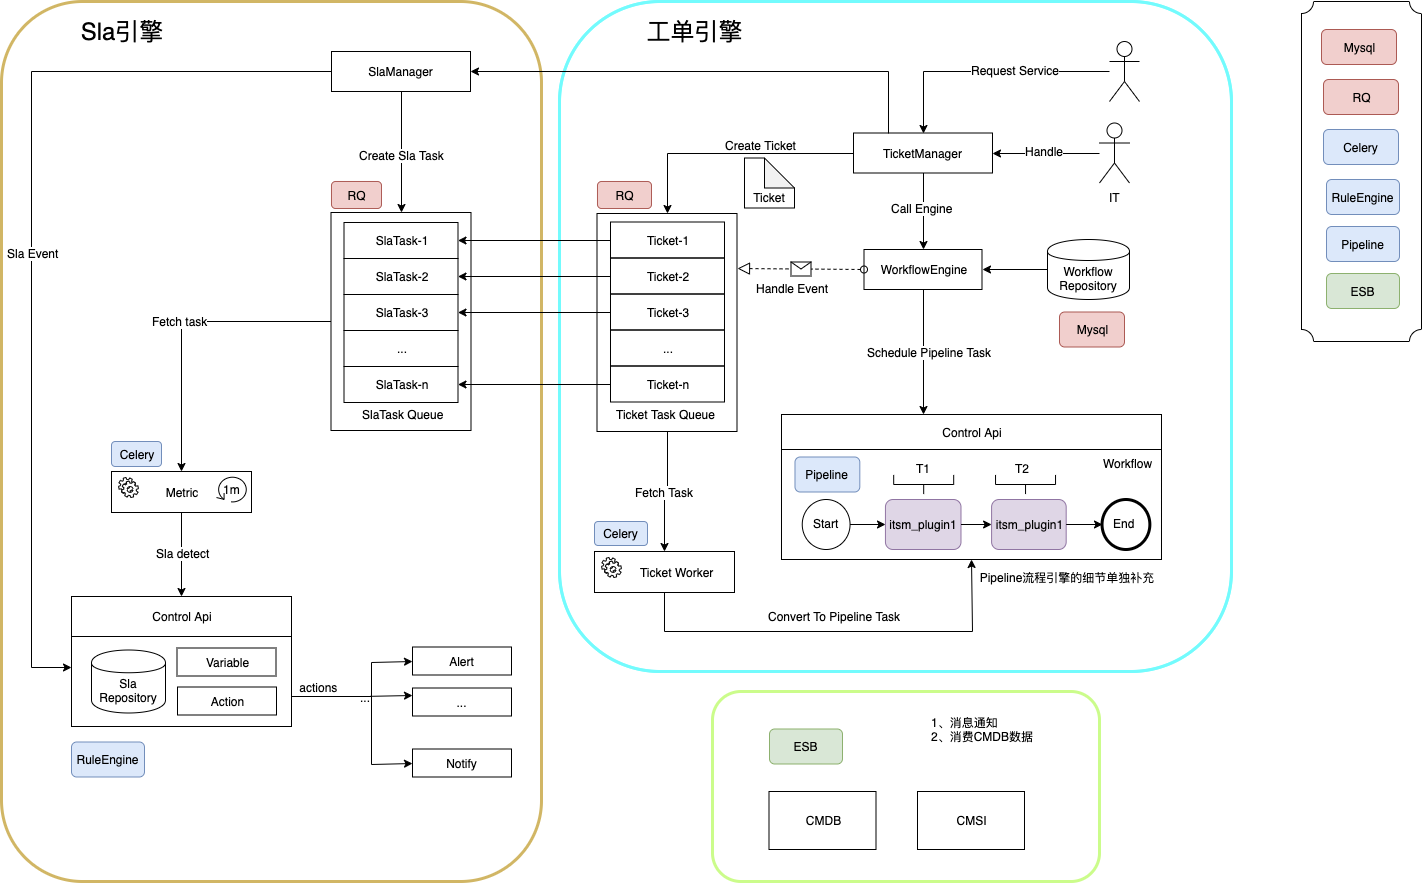 Sla引擎
SlaManager
Create Sla Task
Sla Event
RQ
SlaTask-1
SlaTask-2
SlaTask-3
...
SlaTask-n
SlaTask Queue
Fetch task
Celery
Metric
1m
Sla detect
Control Api
Sla
Repository
Variable
Action
RuleEngine
actions
...
Alert
...
Notify
工单引擎
Request Service
TicketManager
Handle
IT
Create Ticket
Ticket
Call Engine
RQ
Ticket-1
Ticket-2
Ticket-3
...
Ticket-n
Ticket Task Queue
Handle Event
WorkflowEngine
Workflow
Repository
Mysql
Schedule Pipeline Task
Control Api
Pipeline
T1
T2
Workflow
Start
itsm_plugin1
itsm_plugin1
End
Pipeline流程引擎的细节单独补充
Fetch Task
Celery
Ticket Worker
Convert To Pipeline Task
ESB
1、消息通知
2、消费CMDB数据
CMDB
CMSI
Mysql
RQ
Celery
RuleEngine
Pipeline
ESB